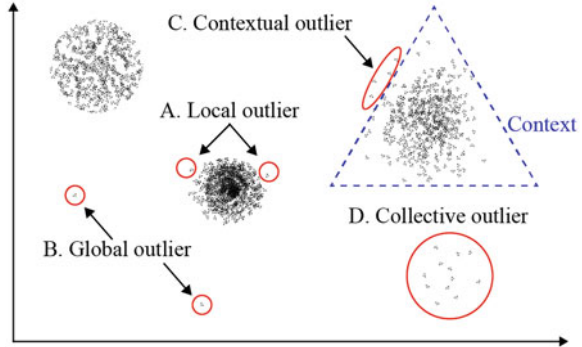 C. Contextual outlier
A. Local outlier
Context
D. Collective outlier
B. Global outlier